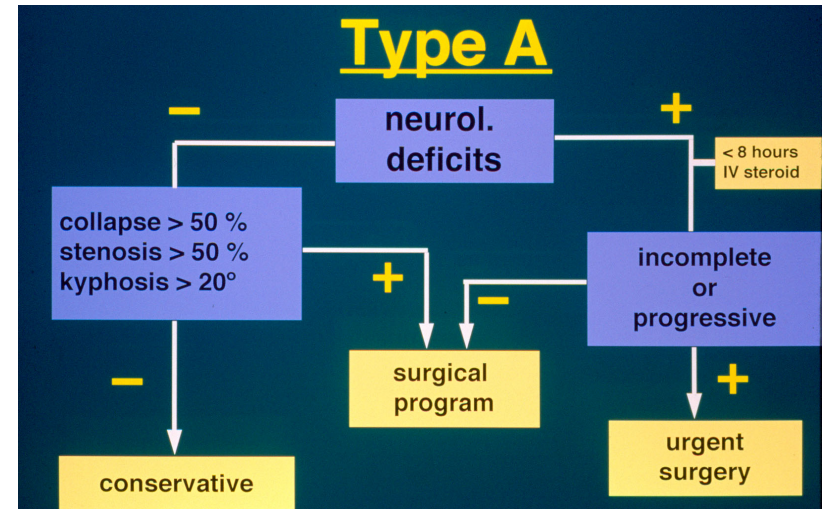 Type A
–
+
neurol.
deficits
< 8 hours
IV steroid
collapse > 50 %
stenosis > 50 %
kyphosis > 20°
+
–
incomplete
or
progressive
–
surgical
program
+
conservative
urgent
surgery